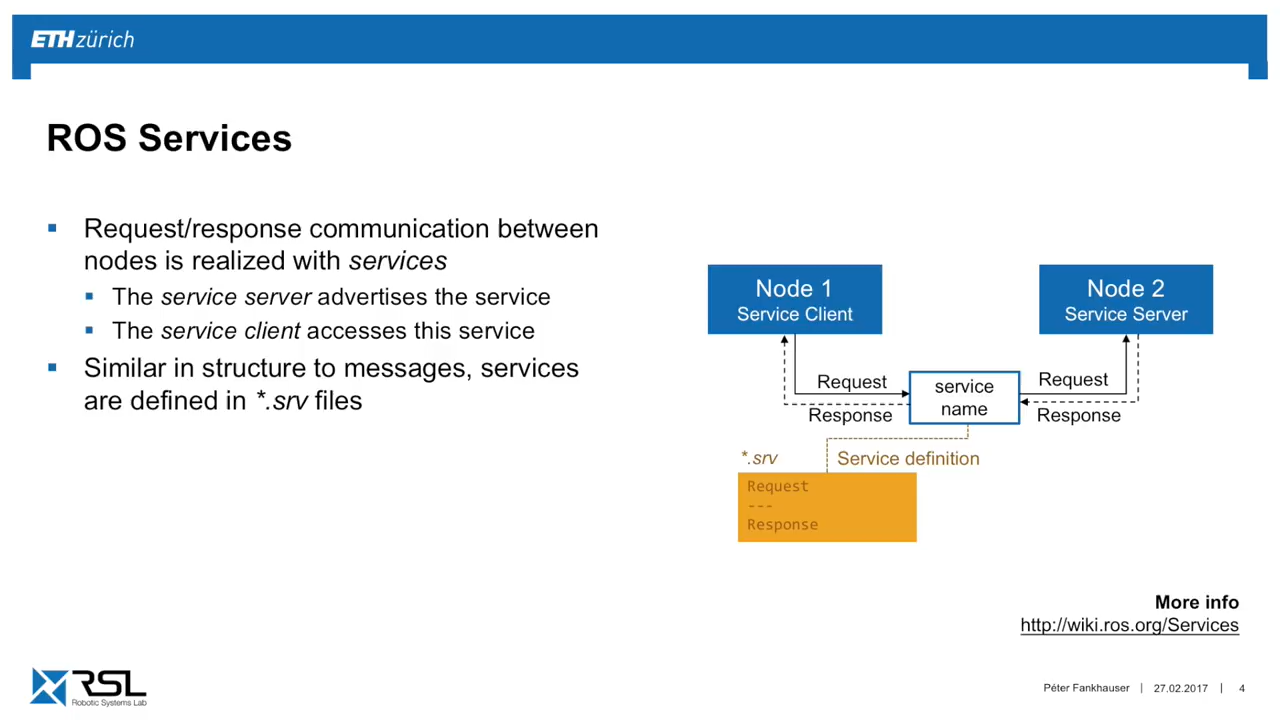 ETHzürich
ROS Services
Request/response communication between
nodes is realized with services
The service server advertises the service
The service client accesses this service
Similar in structure to messages, services
are defined in *.srv files
Node 1
Service Client
Node 2
Service Server
Request
Response
service
name
Request
Response
*.srv
Service definition
Request
---
Response
More info
http://wiki.ros.org/Services
RSL
Robotic Systems Lab
Péter Fankhauser | 27.02.2017 | 4